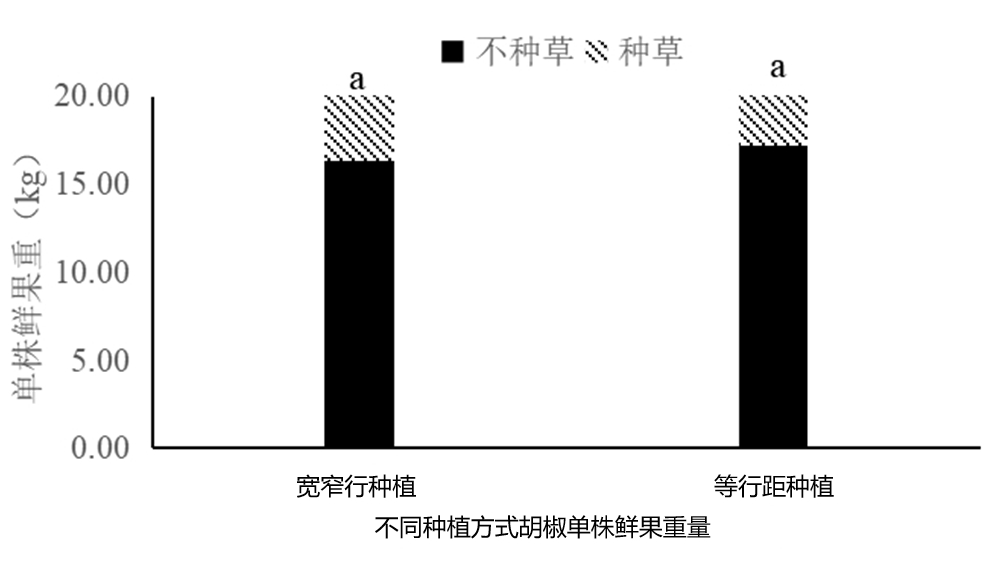 不种草 种草
a a
20.00
15.00
10.00
5.00
0.00
单株鲜果重（kg）
宽窄行种植 等行距种植
不同种植方式胡椒单株鲜果重量